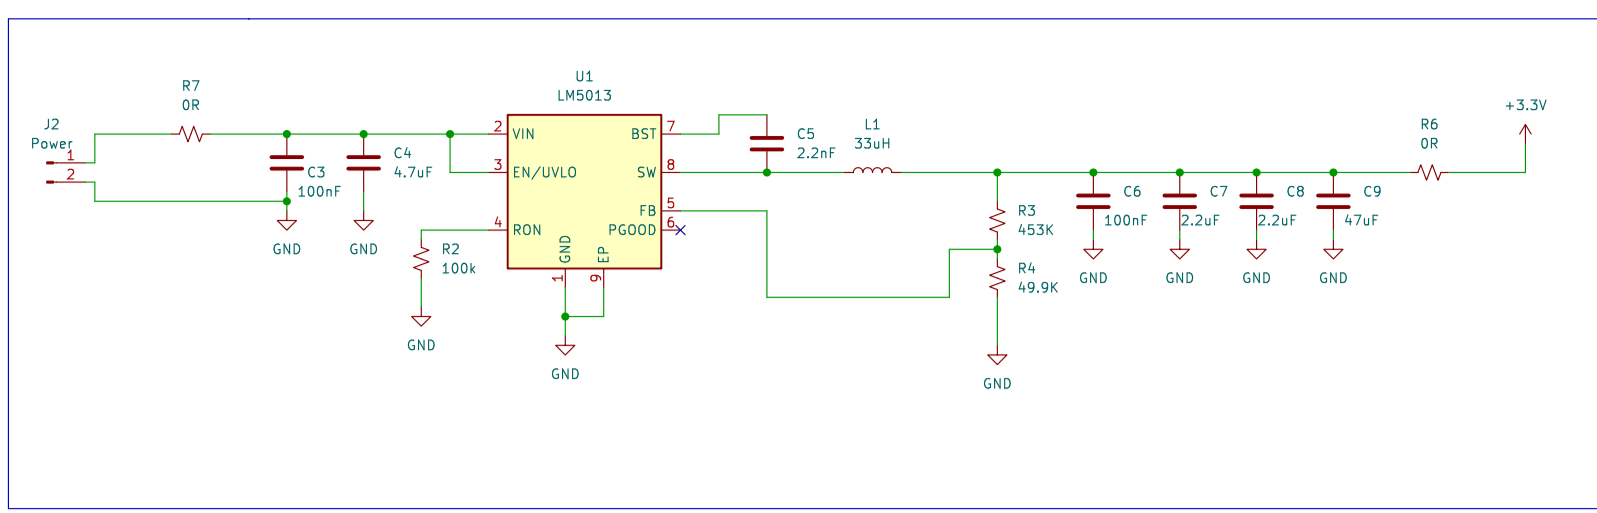 J2
Power
1
2
R7
0R
C3
100nF
GND
C4
4.7uF
GND
R2
100k
GND
U1
LM5013
2
VIN
3
EN/UVLO
4
RON
BST
7
SW
8
FB
5
PGOOD
6
GND
EP
1
9
GND
C5
2.2nF
L1
33uH
R3
453K
R4
49.9K
GND
C6
100nF
GND
C7
2.2uF
GND
C8
2.2uF
GND
C9
47uF
GND
R6
0R
+3.3V